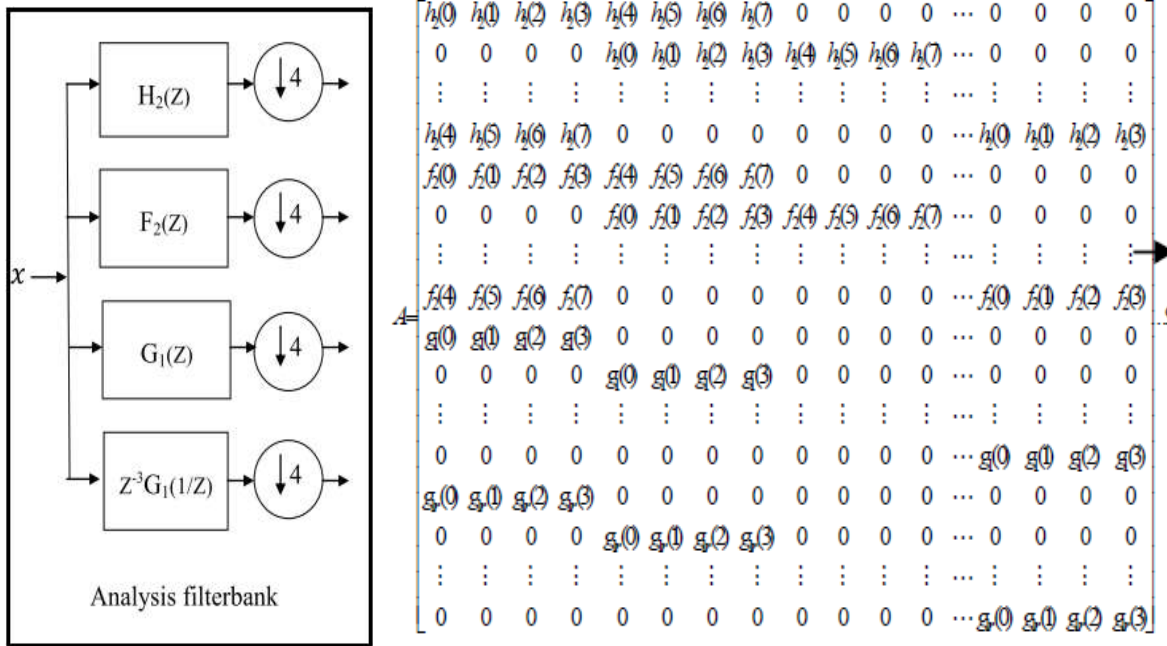 H₂(Z)
↓4
F₂(Z)
↓4
x
G₁(Z)
↓4
Z⁻³G₁(1/Z)
↓4
Analysis filterbank
A=
h₂(0) h₂(1) h₂(2) h₂(3) h₂(4) h₂(5) h₂(6) h₂(7) 0 0 0 0 ⋯ 0 0 0 0
0 0 0 0 h₂(0) h₂(1) h₂(2) h₂(3) h₂(4) h₂(5) h₂(6) h₂(7) ⋯ 0 0 0 0
⋮ ⋮ ⋮ ⋮ ⋮ ⋮ ⋮ ⋮ ⋮ ⋮ ⋮ ⋮ ⋯ ⋮ ⋮ ⋮ ⋮
h₂(4) h₂(5) h₂(6) h₂(7) 0 0 0 0 0 0 0 0 ⋯ h₂(0) h₂(1) h₂(2) h₂(3)
f₂(0) f₂(1) f₂(2) f₂(3) f₂(4) f₂(5) f₂(6) f₂(7) 0 0 0 0 ⋯ 0 0 0 0
0 0 0 0 f₂(0) f₂(1) f₂(2) f₂(3) f₂(4) f₂(5) f₂(6) f₂(7) ⋯ 0 0 0 0
⋮ ⋮ ⋮ ⋮ ⋮ ⋮ ⋮ ⋮ ⋮ ⋮ ⋮ ⋮ ⋯ ⋮ ⋮ ⋮ ⋮
f₂(4) f₂(5) f₂(6) f₂(7) 0 0 0 0 0 0 0 0 ⋯ f₂(0) f₂(1) f₂(2) f₂(3)
g₁(0) g₁(1) g₁(2) g₁(3) 0 0 0 0 0 0 0 0 ⋯ 0 0 0 0
0 0 0 0 g₁(0) g₁(1) g₁(2) g₁(3) 0 0 0 0 ⋯ 0 0 0 0
⋮ ⋮ ⋮ ⋮ ⋮ ⋮ ⋮ ⋮ ⋮ ⋮ ⋮ ⋮ ⋯ ⋮ ⋮ ⋮ ⋮
0 0 0 0 0 0 0 0 0 0 0 0 ⋯ g₁(0) g₁(1) g₁(2) g₁(3)
gᵣ(0) gᵣ(1) gᵣ(2) gᵣ(3) 0 0 0 0 0 0 0 0 ⋯ 0 0 0 0
0 0 0 0 gᵣ(0) gᵣ(1) gᵣ(2) gᵣ(3) 0 0 0 0 ⋯ 0 0 0 0
⋮ ⋮ ⋮ ⋮ ⋮ ⋮ ⋮ ⋮ ⋮ ⋮ ⋮ ⋮ ⋯ ⋮ ⋮ ⋮ ⋮
0 0 0 0 0 0 0 0 0 0 0 0 ⋯ gᵣ(0) gᵣ(1) gᵣ(2) gᵣ(3)